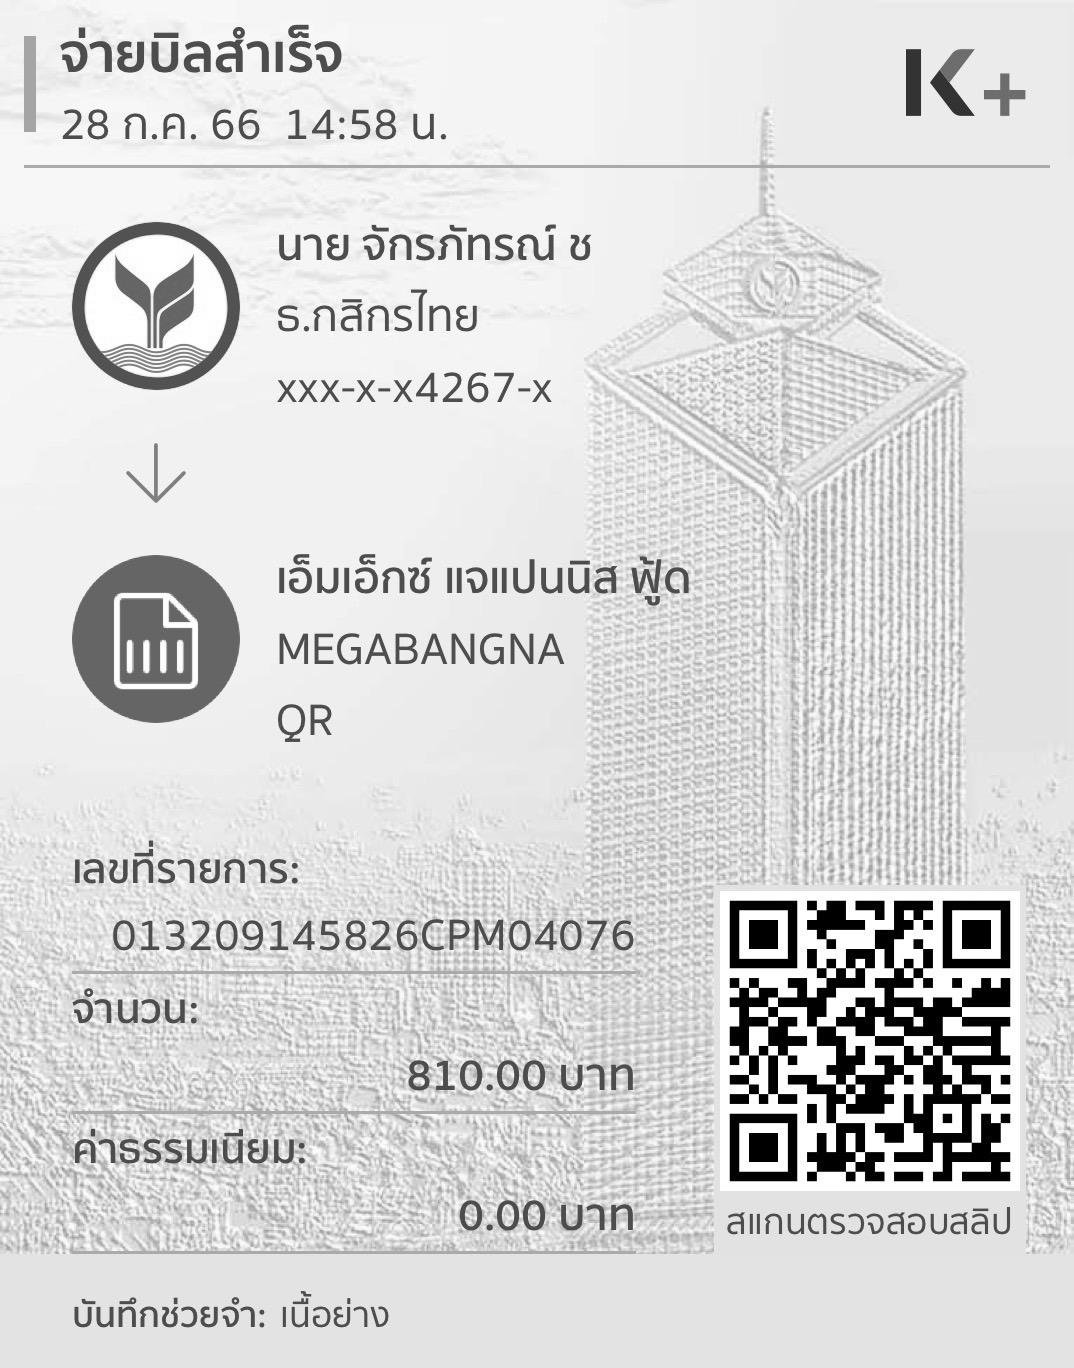 จ่ายบิลสำเร็จ
28 ก.ค. 66 14:58 น.
K+
นาย จักรภัทรณ์ ช
ธ.กสิกรไทย
xxx-x-x4267-x
เอ็มเอ็กซ์ แจแปนนิส ฟู้ด
MEGABANGNA
QR
เลขที่รายการ:
013209145826CPM04076
จำนวน:
810.00 บาท
ค่าธรรมเนียม:
0.00 บาท
สแกนตรวจสอบสลิป
บันทึกช่วยจำ: เนื้อย่าง